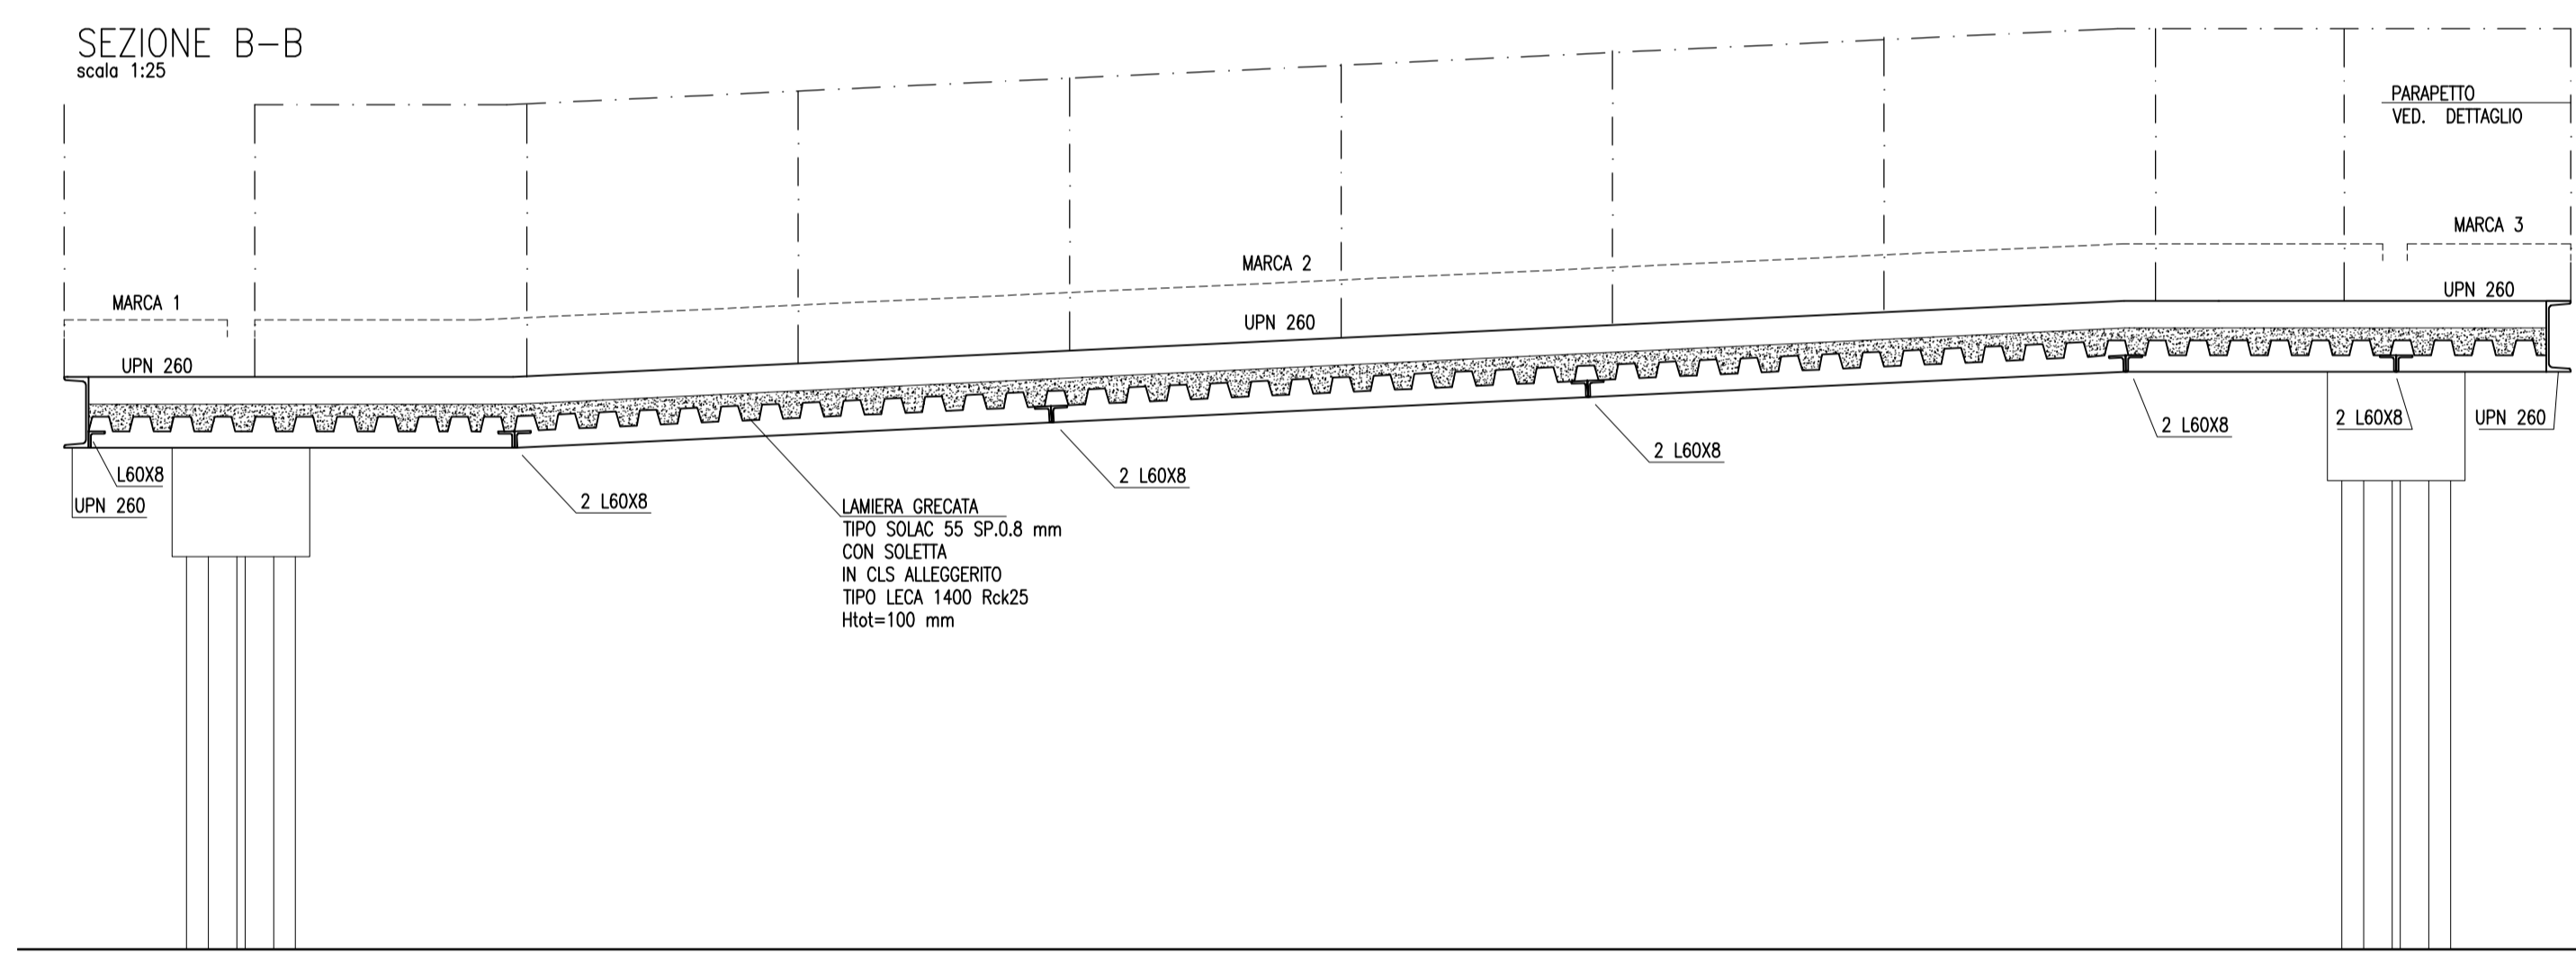 SEZIONE B-B
scala 1:25
PARAPETTO
VED. DETTAGLIO
MARCA 3
MARCA 2
UPN 260
MARCA 1
UPN 260
UPN 260
L60X8
UPN 260
2 L60X8
2 L60X8
2 L60X8
2 L60X8
2 L60X8
UPN 260
LAMIERA GRECATA
TIPO SOLAC 55 SP.0.8 mm
CON SOLETTA
IN CLS ALLEGGERITO
TIPO LECA 1400 Rck25
Htot=100 mm